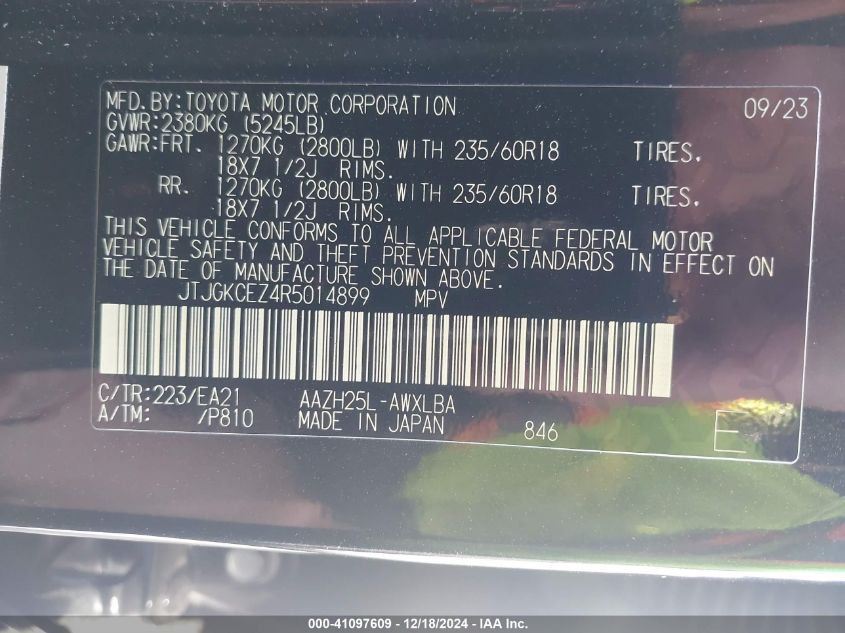 MFD.BY:TOYOTA MOTOR CORPORATION 09/23
GVWR:2380KG (5245LB)
GAWR:FRT. 1270KG (2800LB) WITH 235/60R18 TIRES.
18X7 1/2J RIMS.
RR. 1270KG (2800LB) WITH 235/60R18 TIRES.
18X7 1/2J RIMS.
THIS VEHICLE CONFORMS TO ALL APPLICABLE FEDERAL MOTOR
VEHICLE SAFETY AND THEFT PREVENTION STANDARDS IN EFFECT ON
THE DATE OF MANUFACTURE SHOWN ABOVE.
JTJGKCEZ4R5014899 MPV
C/TR:223/EA21 AAZH25L-AWXLBA
A/TM: /P810 MADE IN JAPAN 846 E
000-41097609 - 12/18/2024 - IAA Inc.